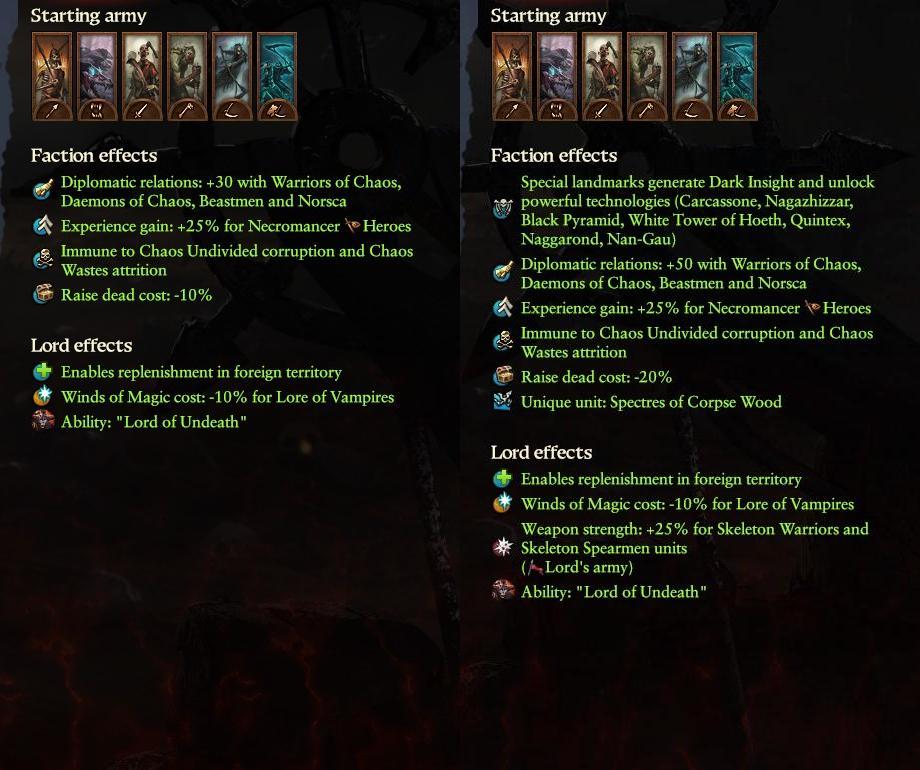 Starting army
Faction effects
Diplomatic relations: +30 with Warriors of Chaos,
Daemons of Chaos, Beastmen and Norsca
Experience gain: +25% for Necromancer Heroes
Immune to Chaos Undivided corruption and Chaos
Wastes attrition
Raise dead cost: -10%
Lord effects
Enables replenishment in foreign territory
Winds of Magic cost: -10% for Lore of Vampires
Ability: "Lord of Undeath"
Starting army
Faction effects
Special landmarks generate Dark Insight and unlock
powerful technologies (Carcassone, Nagazhizzar,
Black Pyramid, White Tower of Hoeth, Quintex,
Naggarond, Nan-Gau)
Diplomatic relations: +50 with Warriors of Chaos,
Daemons of Chaos, Beastmen and Norsca
Experience gain: +25% for Necromancer Heroes
Immune to Chaos Undivided corruption and Chaos
Wastes attrition
Raise dead cost: -20%
Unique unit: Spectres of Corpse Wood
Lord effects
Enables replenishment in foreign territory
Winds of Magic cost: -10% for Lore of Vampires
Weapon strength: +25% for Skeleton Warriors and
Skeleton Spearmen units
(Lord's army)
Ability: "Lord of Undeath"